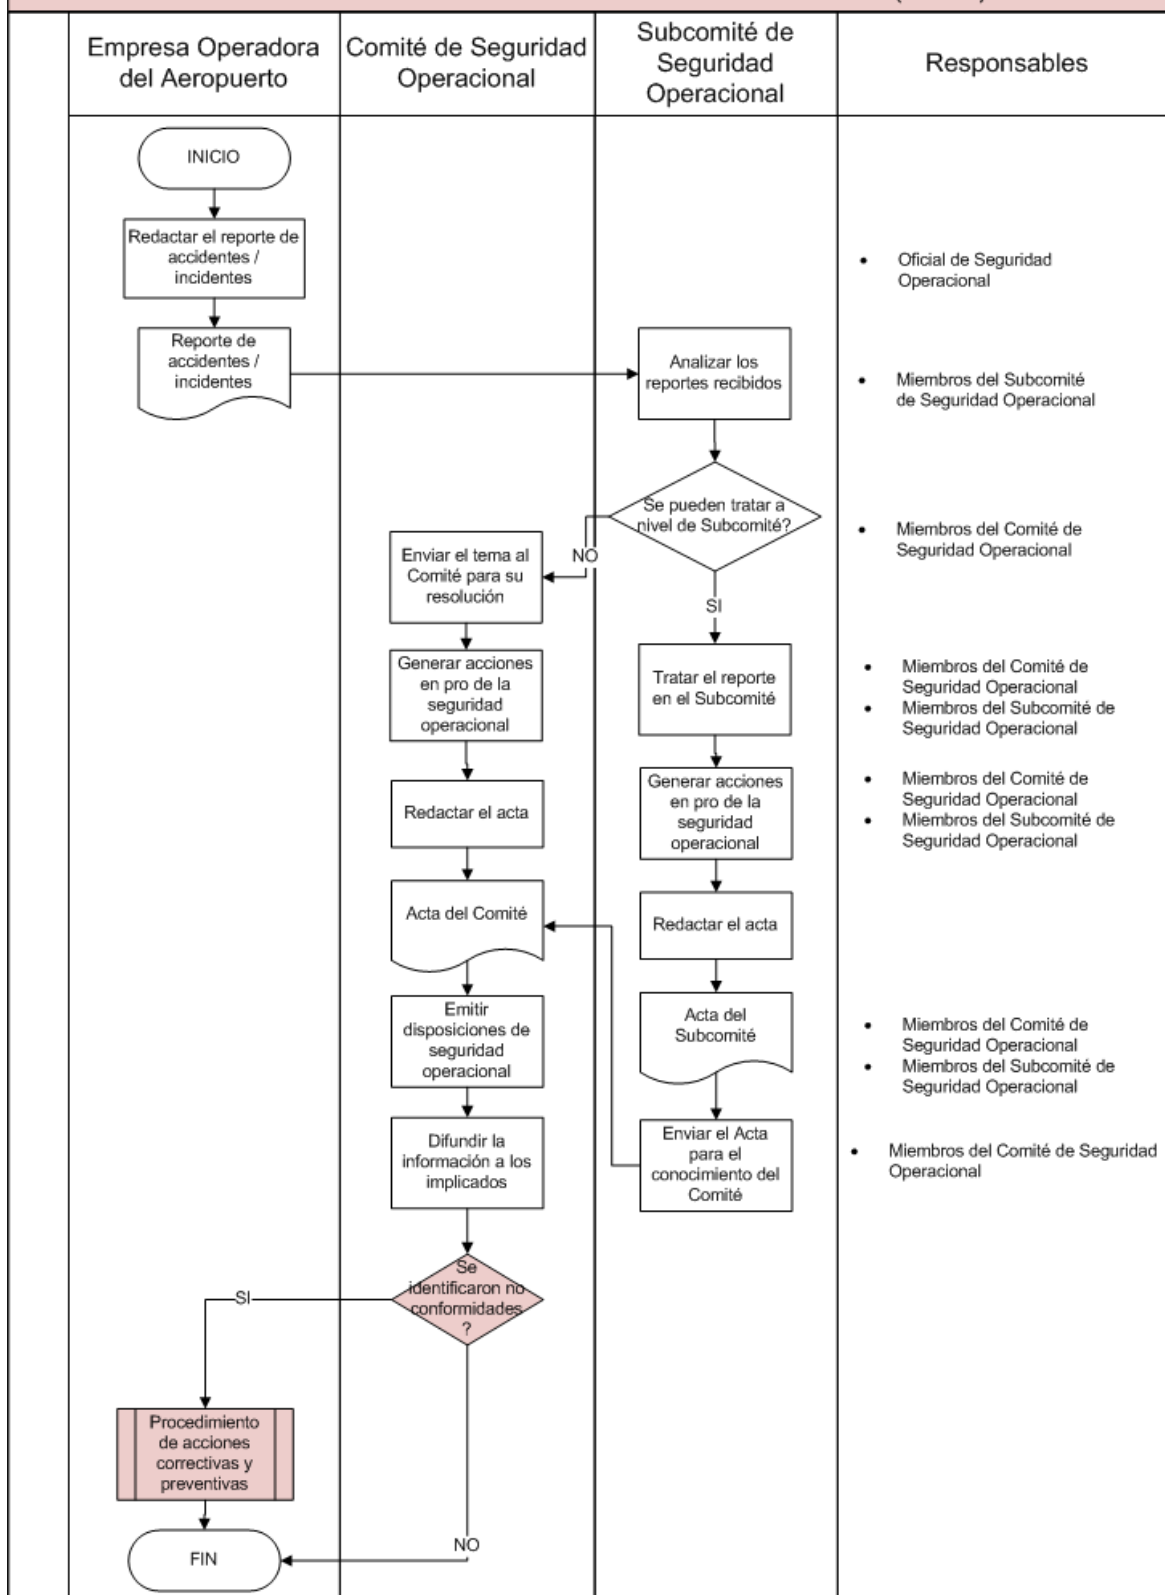 Empresa Operadora
del Aeropuerto
Comité de Seguridad
Operacional
Subcomité de
Seguridad
Operacional
Responsables
INICIO
Redactar el reporte de
accidentes /
incidentes
Reporte de
accidentes /
incidentes
Analizar los
reportes recibidos
Se pueden tratar a
nivel de Subcomité?
NO
SI
Enviar el tema al
Comité para su
resolución
Generar acciones
en pro de la
seguridad
operacional
Redactar el acta
Acta del Comité
Emitir
disposiciones de
seguridad
operacional
Difundir la
información a los
implicados
Se
identificaron no
conformidades
?
SI
NO
Tratar el reporte
en el Subcomité
Generar acciones
en pro de la
seguridad
operacional
Redactar el acta
Acta del
Subcomité
Enviar el Acta
para el
conocimiento del
Comité
Procedimiento
de acciones
correctivas y
preventivas
FIN
• Oficial de Seguridad
Operacional
• Miembros del Subcomité
de Seguridad Operacional
• Miembros del Comité de
Seguridad Operacional
• Miembros del Comité de
Seguridad Operacional
• Miembros del Subcomité de
Seguridad Operacional
• Miembros del Comité de
Seguridad Operacional
• Miembros del Subcomité de
Seguridad Operacional
• Miembros del Comité de
Seguridad Operacional
• Miembros del Subcomité de
Seguridad Operacional
• Miembros del Comité de Seguridad
Operacional